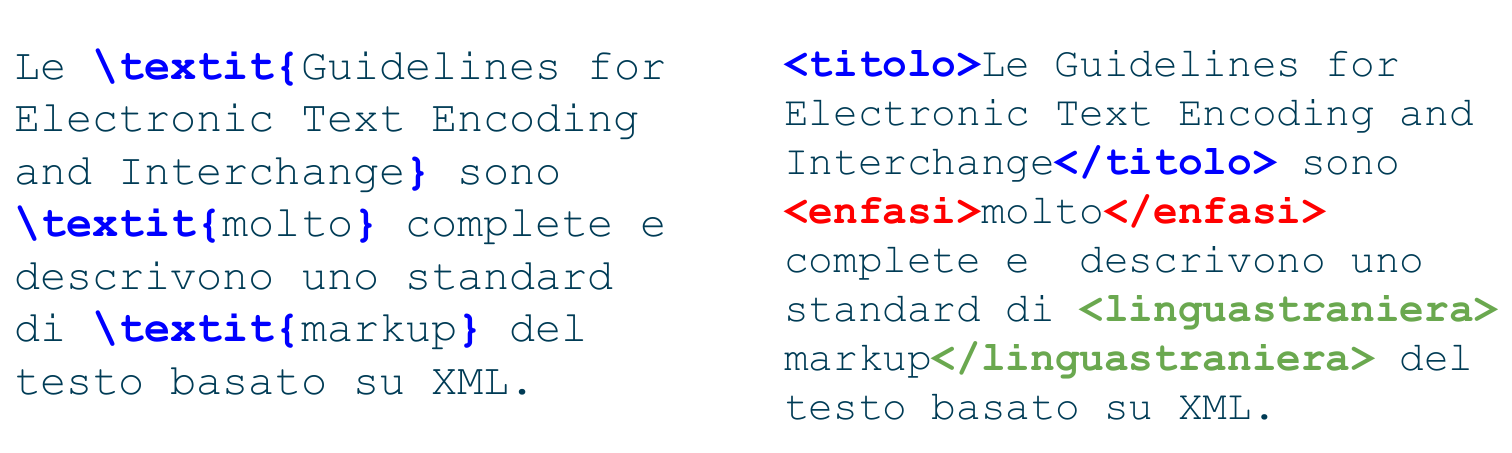 Le \textit{Guidelines for
Electronic Text Encoding
and Interchange} sono
\textit{molto} complete e
descrivono uno standard
di \textit{markup} del
testo basato su XML.
<titolo>Le Guidelines for
Electronic Text Encoding and
Interchange</titolo> sono
<enfasi>molto</enfasi>
complete e  descrivono uno
standard di <linguastraniera>
markup</linguastraniera> del
testo basato su XML.